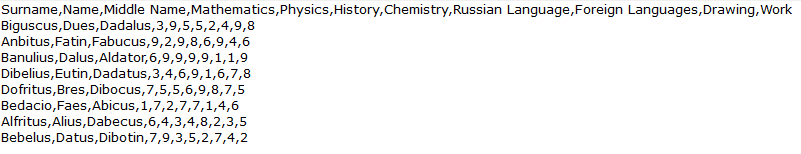 Surname,Name,Middle Name,Mathematics,Physics,History,Chemistry,Russian Language,Foreign Languages,Drawing,Work
Biguscus,Dues,Dadalus,3,9,5,5,2,4,9,8
Anbitus,Fatin,Fabucus,9,2,9,8,6,9,4,6
Banulius,Dalus,Aldator,6,9,9,9,9,1,1,9
Dibelius,Eutin,Dadatus,3,4,6,9,1,6,7,8
Dofritus,Bres,Dibocus,7,5,5,6,9,8,7,5
Bedacio,Faes,Abicus,1,7,2,7,7,1,4,6
Alfritus,Alius,Dabecus,6,4,3,4,8,2,3,5
Bebelus,Datus,Dibotin,7,9,3,5,2,7,4,2